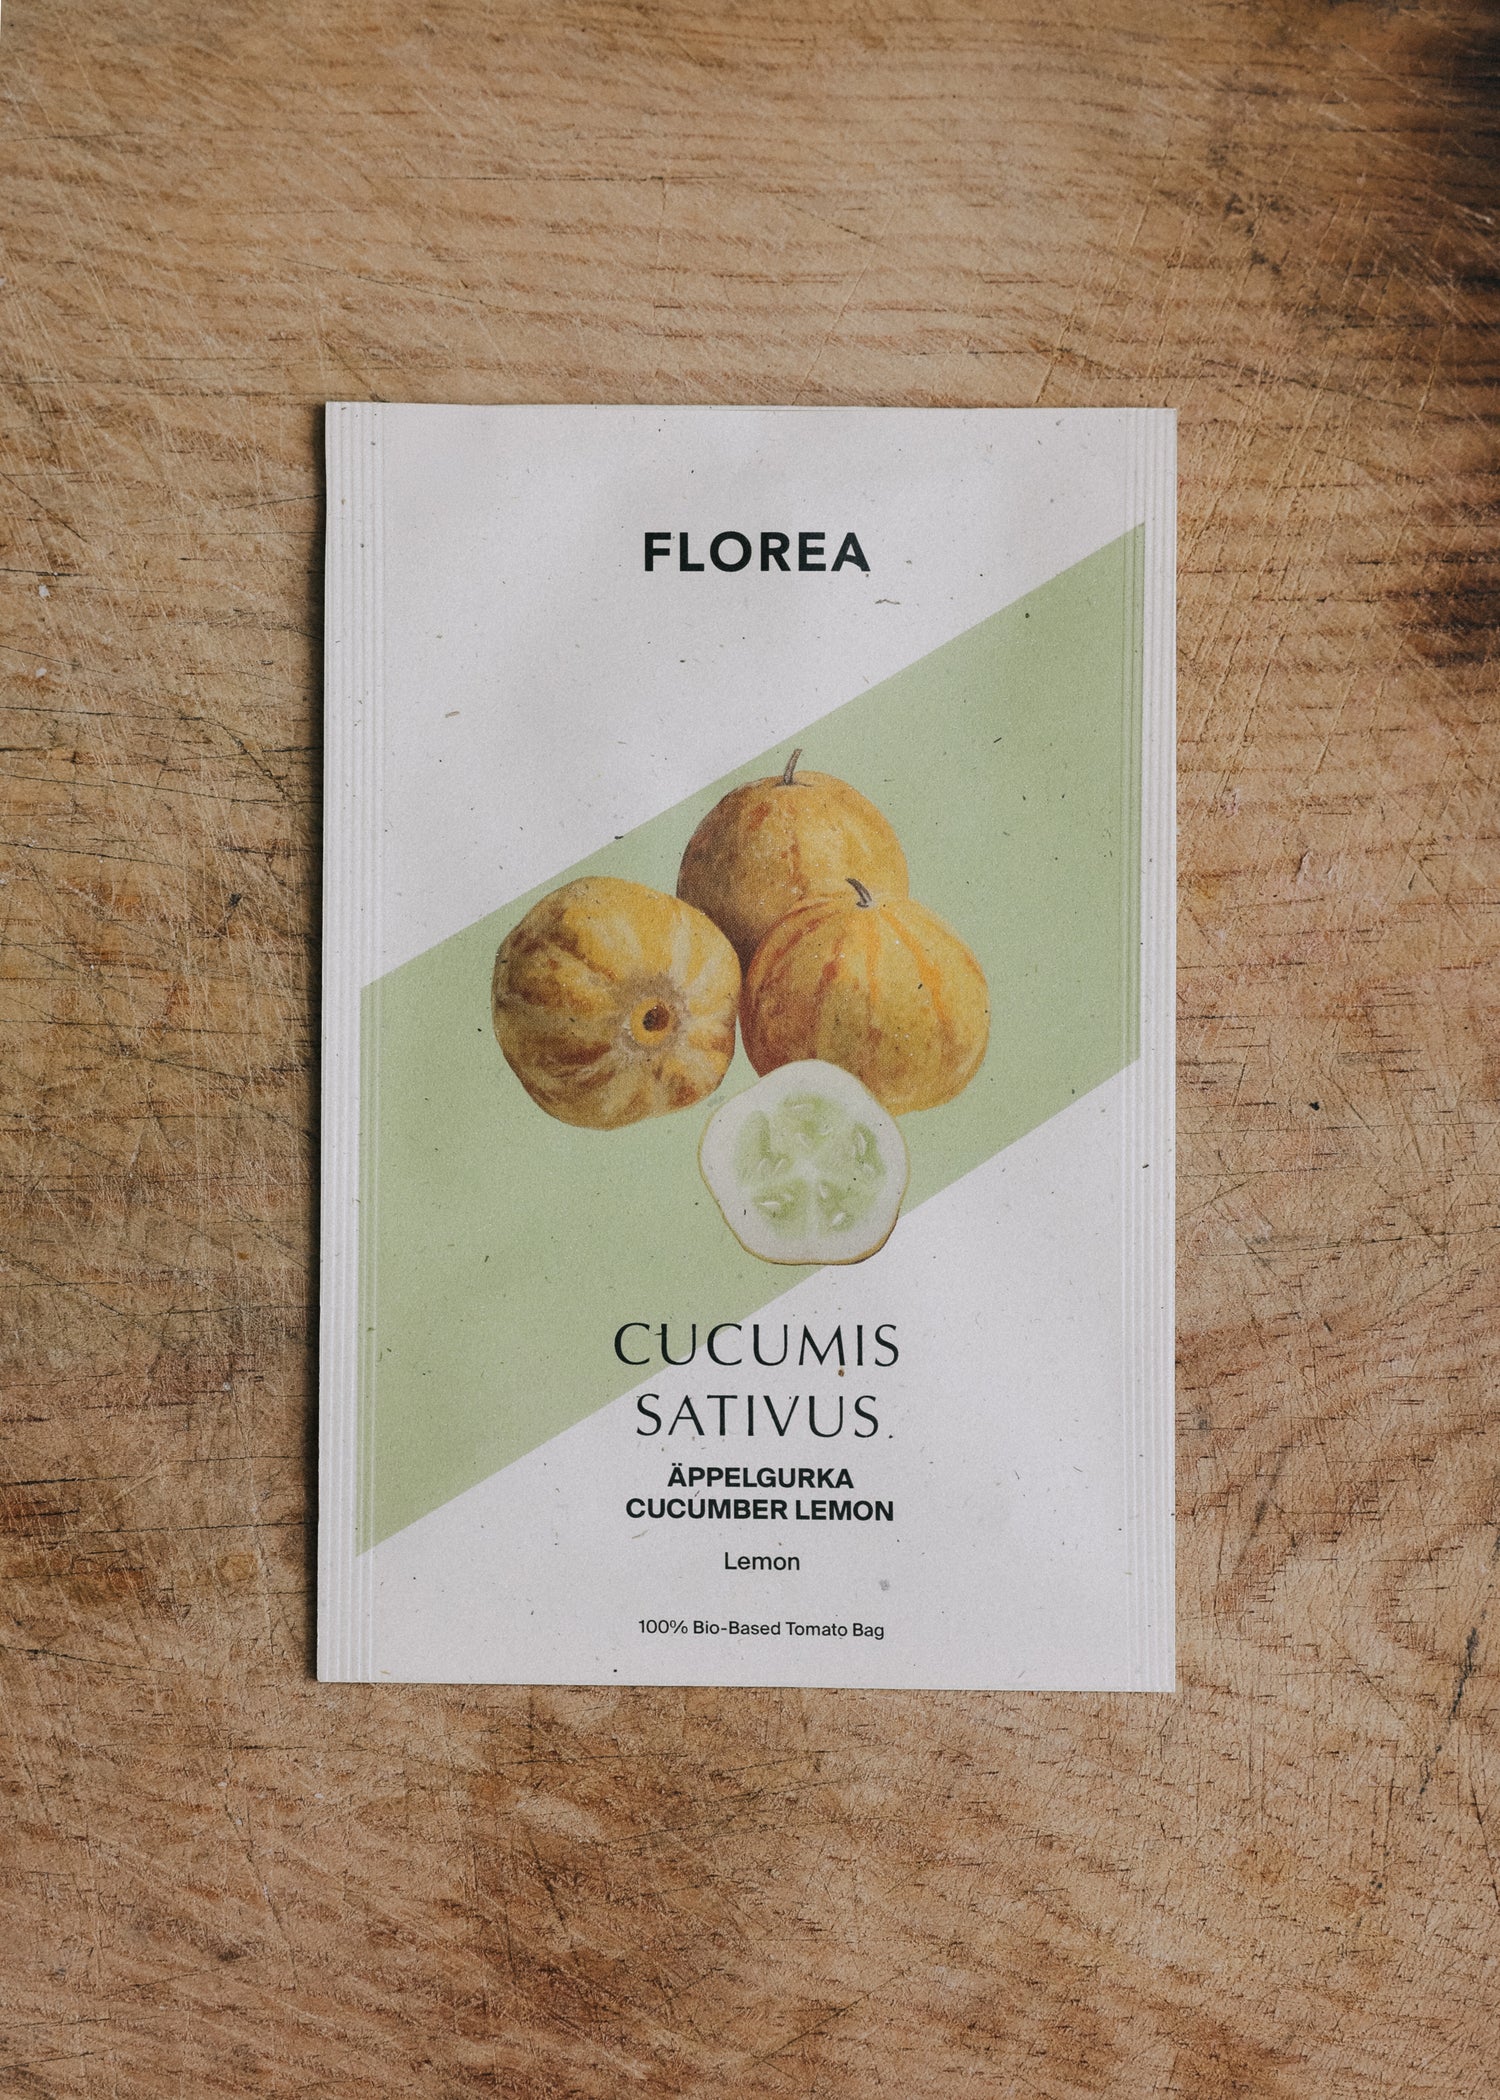 FLOREA
CUCUMIS
SATIVUS
ÄPPELGURKA
CUCUMBER LEMON
Lemon
100% Bio-Based Tomato Bag